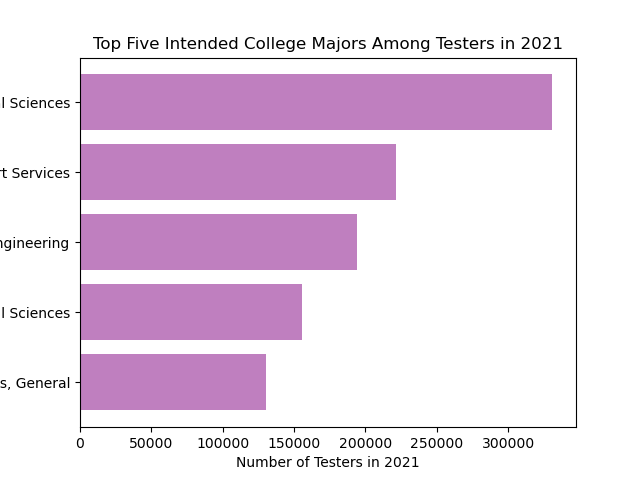 Top Five Intended College Majors Among Testers in 2021
l Sciences
rt Services
ngineering
l Sciences
s, General
0 50000 100000 150000 200000 250000 300000
Number of Testers in 2021